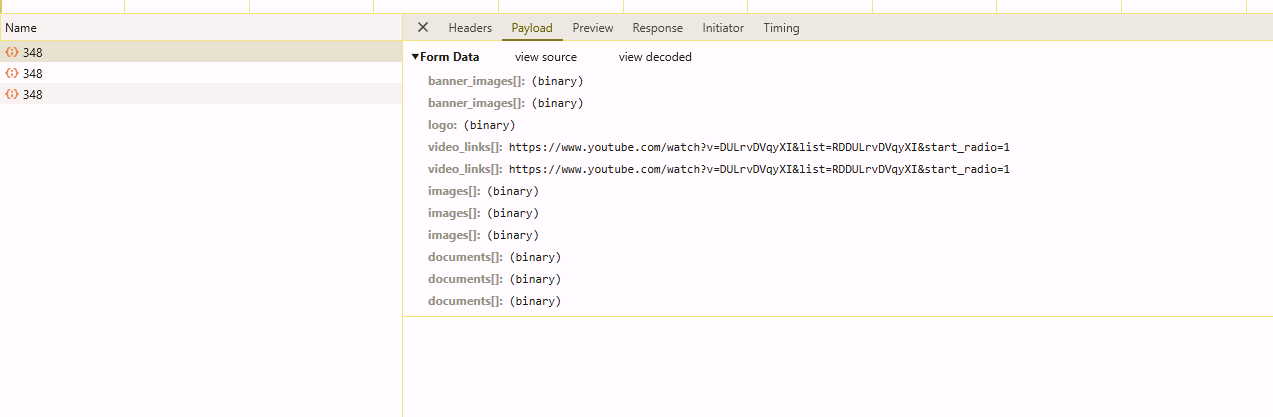 Name
Headers Payload Preview Response Initiator Timing
348
348
348
Form Data view source view decoded
banner_images[]: (binary)
banner_images[]: (binary)
logo: (binary)
video_links[]: https://www.youtube.com/watch?v=DULrvDVqyXI&list=RDDULrvDVqyXI&start_radio=1
video_links[]: https://www.youtube.com/watch?v=DULrvDVqyXI&list=RDDULrvDVqyXI&start_radio=1
images[]: (binary)
images[]: (binary)
images[]: (binary)
documents[]: (binary)
documents[]: (binary)
documents[]: (binary)